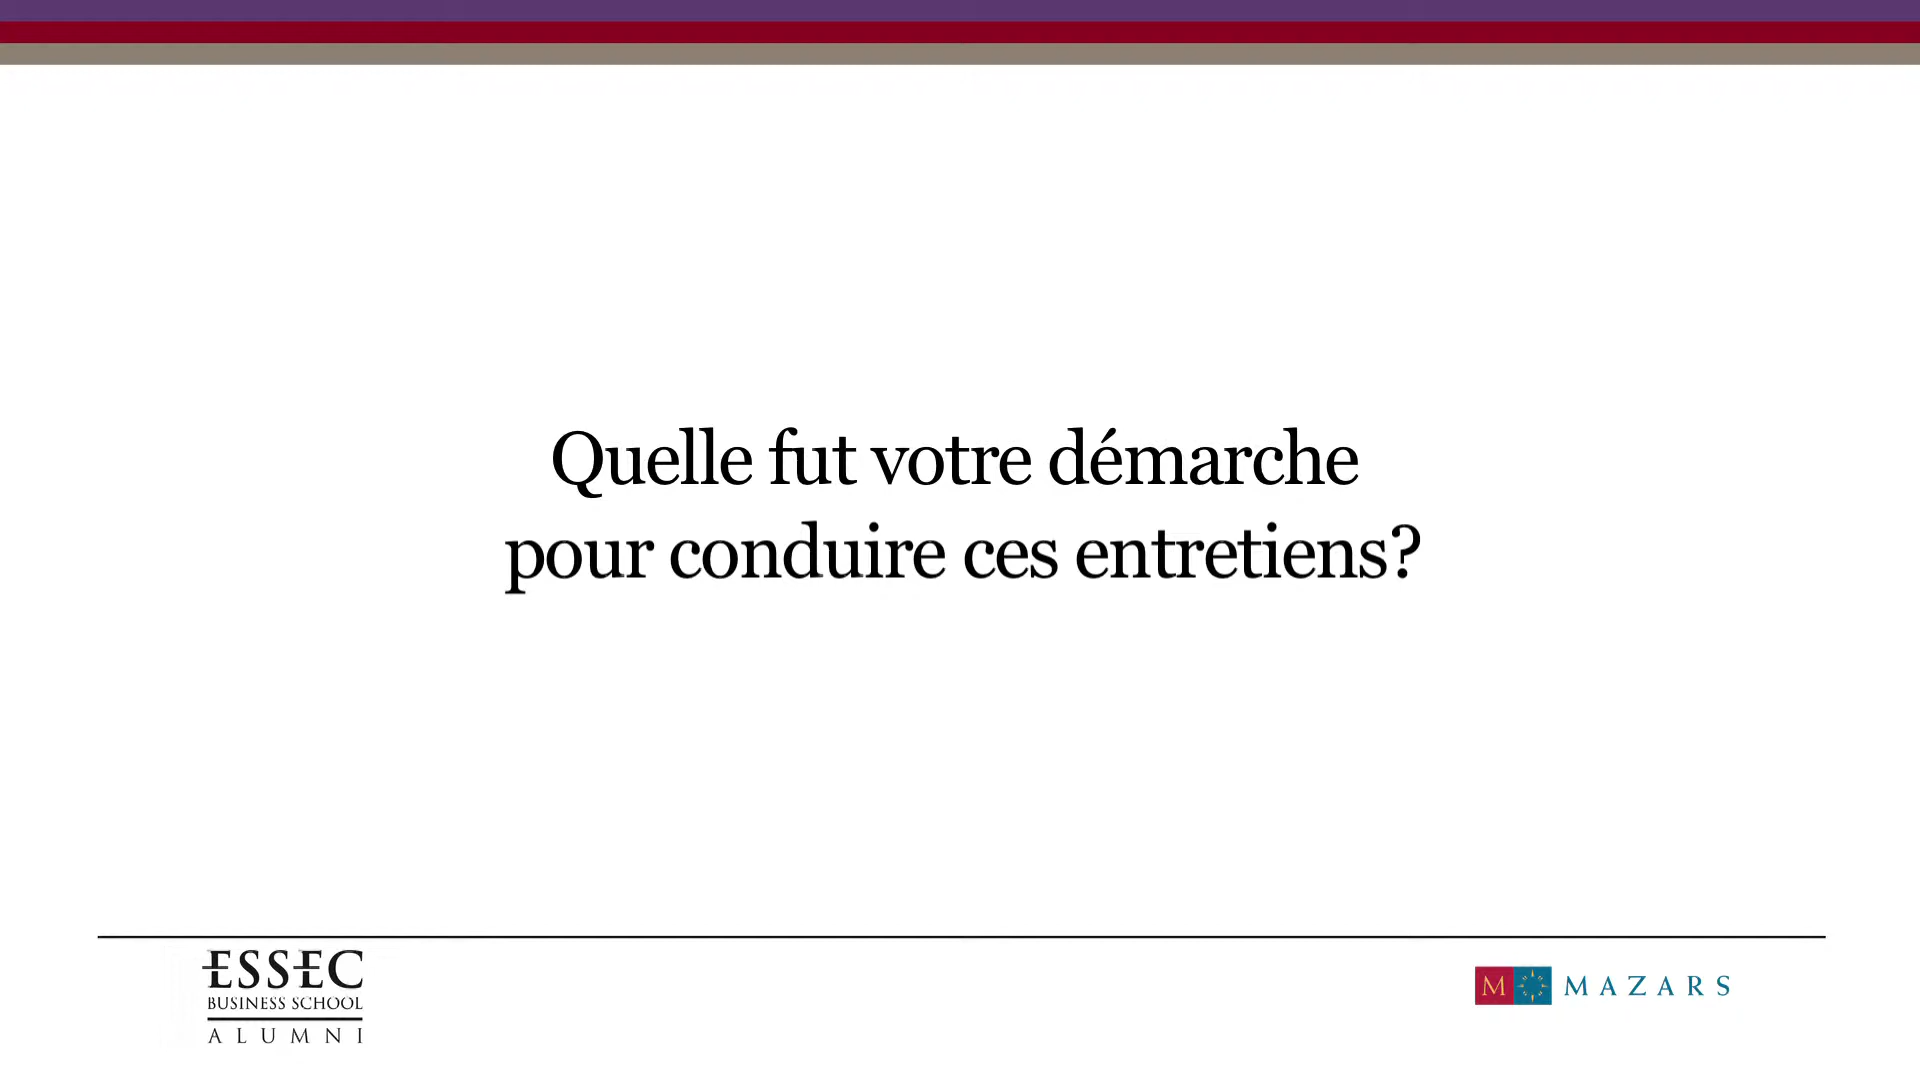 Quelle fut votre démarche
pour conduire ces entretiens?
ESSEC
BUSINESS SCHOOL
ALUMNI
M MAZARS